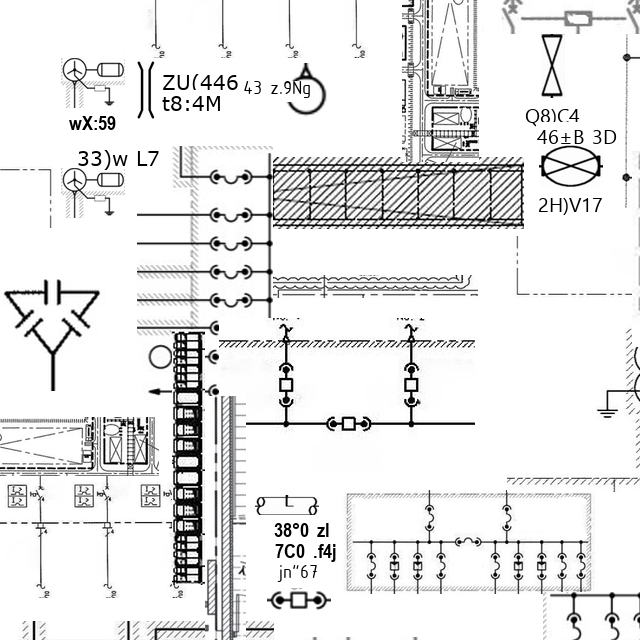 ZU(446
t8:4M
43 z.9Ng
wX:59
Q8)C4
46±B 3D
33)w L7
2H)V17
L
38°0 zl
7C0 .f4j
jn"67